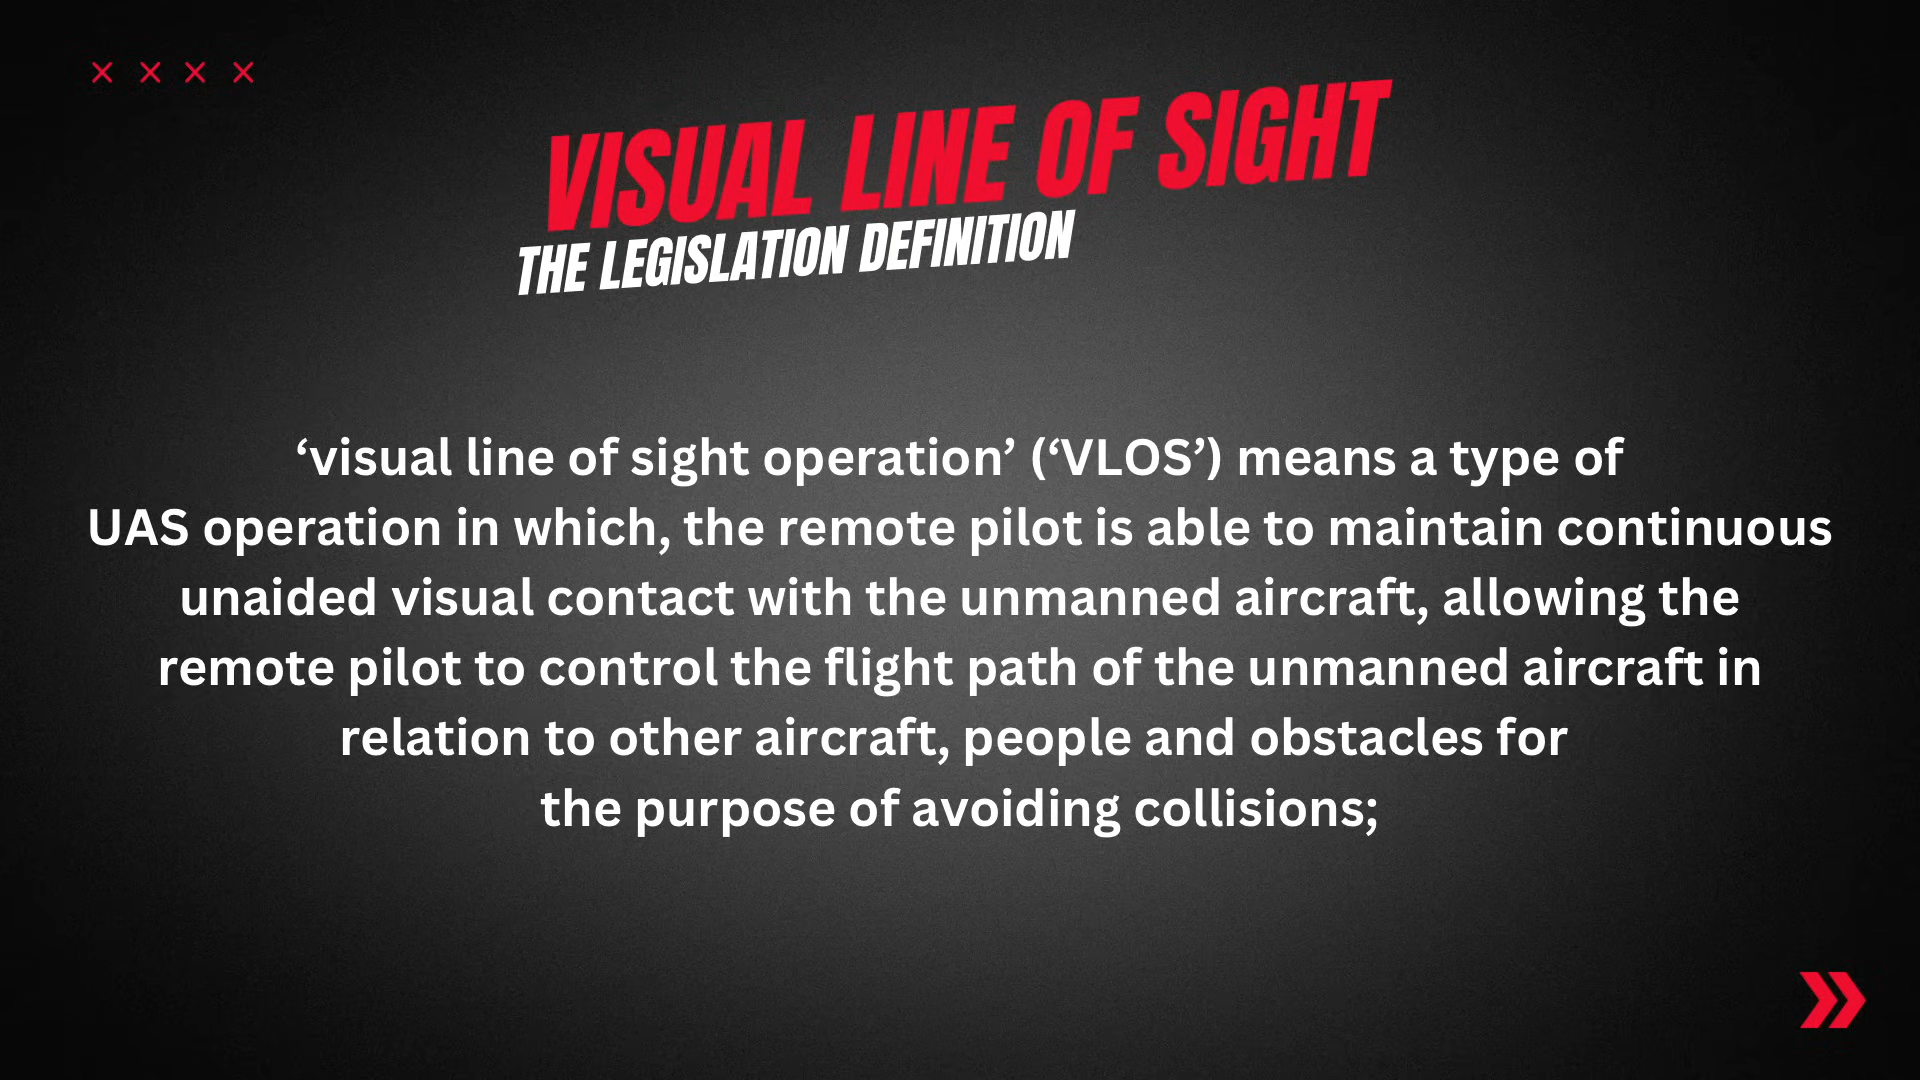 VISUAL LINE OF SIGHT
THE LEGISLATION DEFINITION
‘visual line of sight operation’ (‘VLOS’) means a type of
UAS operation in which, the remote pilot is able to maintain continuous
unaided visual contact with the unmanned aircraft, allowing the
remote pilot to control the flight path of the unmanned aircraft in
relation to other aircraft, people and obstacles for
the purpose of avoiding collisions;